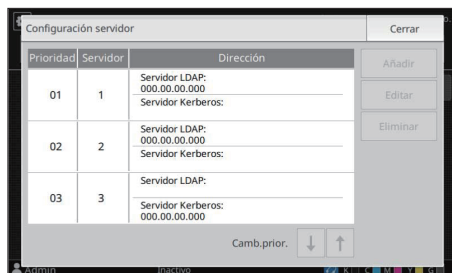 Configuración servidor
Cerrar
Prioridad Servidor Dirección
Añadir
01 1 Servidor LDAP:
000.00.00.000
Servidor Kerberos:
Editar
02 2 Servidor LDAP:
000.00.00.000
Servidor Kerberos:
Eliminar
03 3 Servidor LDAP:
Servidor Kerberos:
000.00.00.000
Camb.prior.
Admin Inactivo K C M Y G